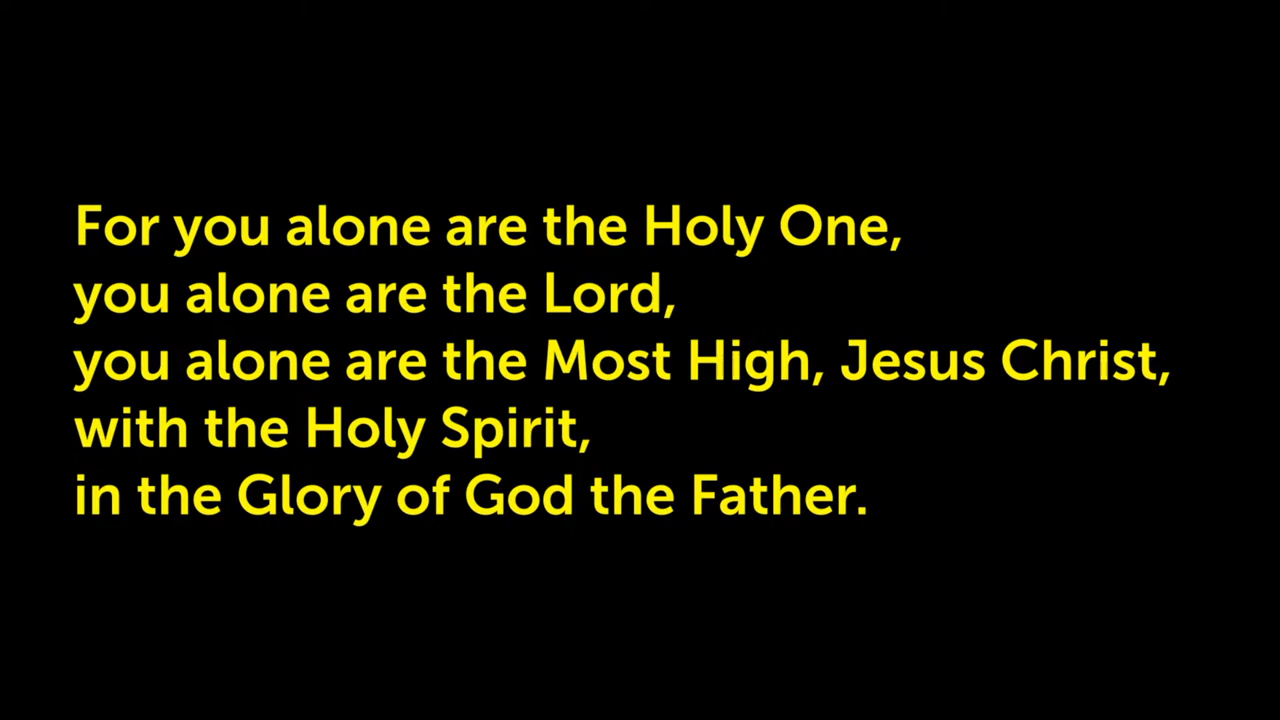 For you alone are the Holy One,
you alone are the Lord,
you alone are the Most High, Jesus Christ,
with the Holy Spirit,
in the Glory of God the Father.